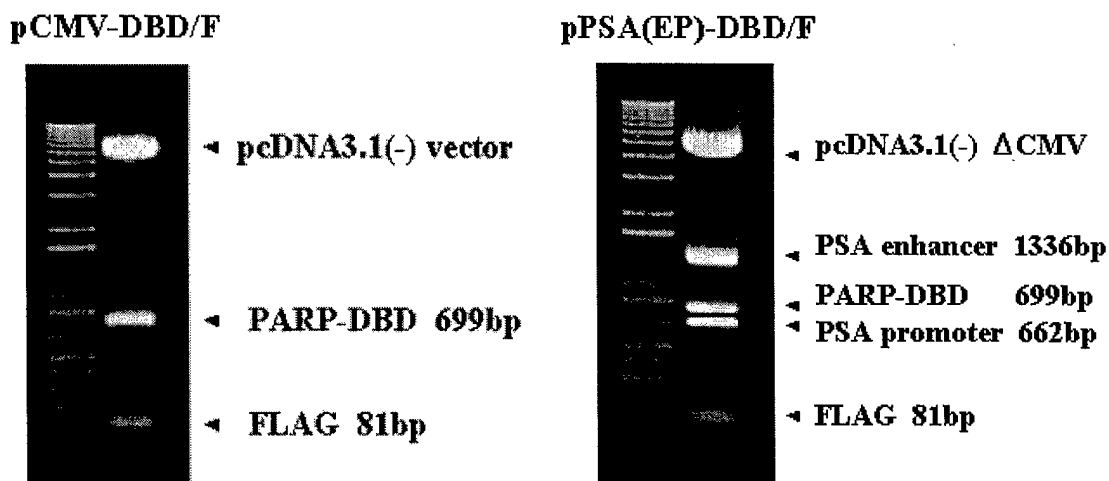 pCMV-DBD/F
pcDNA3.1(-) vector
PARP-DBD 699bp
FLAG 81bp
pPSA(EP)-DBD/F
pcDNA3.1(-) ΔCMV
PSA enhancer 1336bp
PARP-DBD 699bp
PSA promoter 662bp
FLAG 81bp